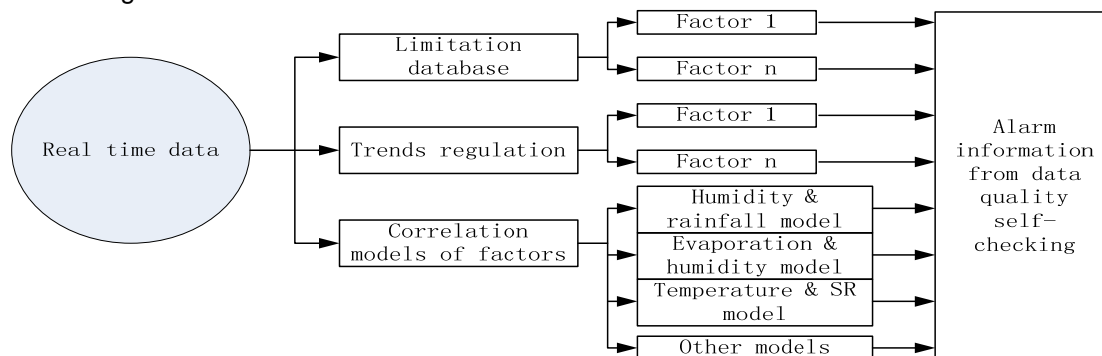 Real time data
Limitation
database
Trends regulation
Correlation
models of factors
Factor 1
Factor n
Factor 1
Factor n
Humidity &
rainfall model
Evaporation &
humidity model
Temperature & SR
model
Other models
Alarm
information
from data
quality
self-
checking